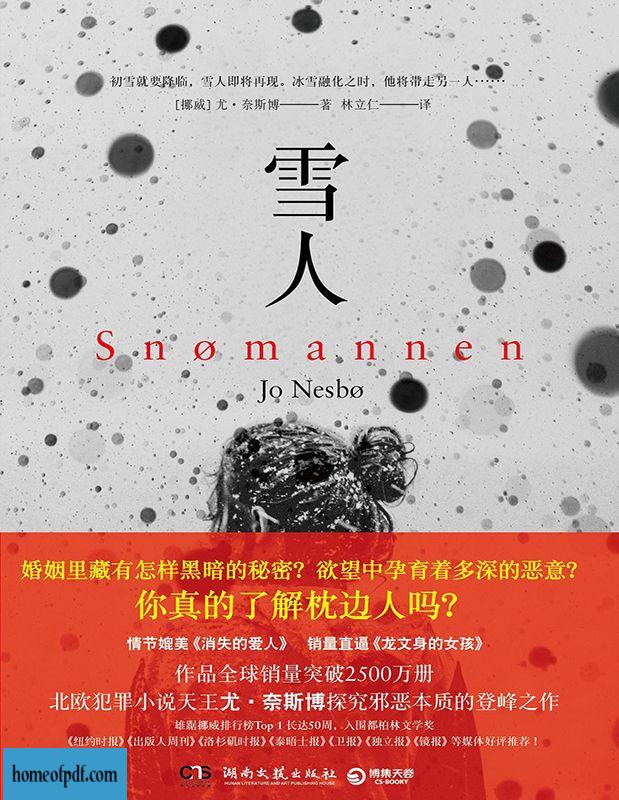 初雪就要降临，雪人即将再现。冰雪融化之时，他将带走另一人……
[挪威] 尤·奈斯博———著 林立仁———译
雪人
Snømannen
Jo Nesbø
婚姻里藏有怎样黑暗的秘密？欲望中孕育着多深的恶意？
你真的了解枕边人吗？
情节媲美《消失的爱人》 销量直逼《龙文身的女孩》
作品全球销量突破2500万册
北欧犯罪小说天王尤·奈斯博探究邪恶本质的登峰之作
雄踞挪威排行榜Top 1 长达50周，入围都柏林文学奖
《纽约时报》《出版人周刊》《洛杉矶时报》《泰晤士报》《卫报》《独立报》《镜报》等媒体好评推荐！
homeofpdf.com
湖南文艺出版社
HUNAN LITERATURE AND ART PUBLISHING HOUSE
博集天卷
CS-BOOKY